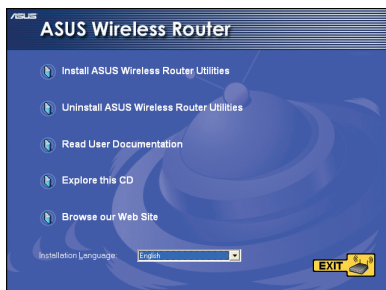 ASUS
ASUS Wireless Router
Install ASUS Wireless Router Utilities
Uninstall ASUS Wireless Router Utilities
Read User Documentation
Explore this CD
Browse our Web Site
Installation Language: English
EXIT